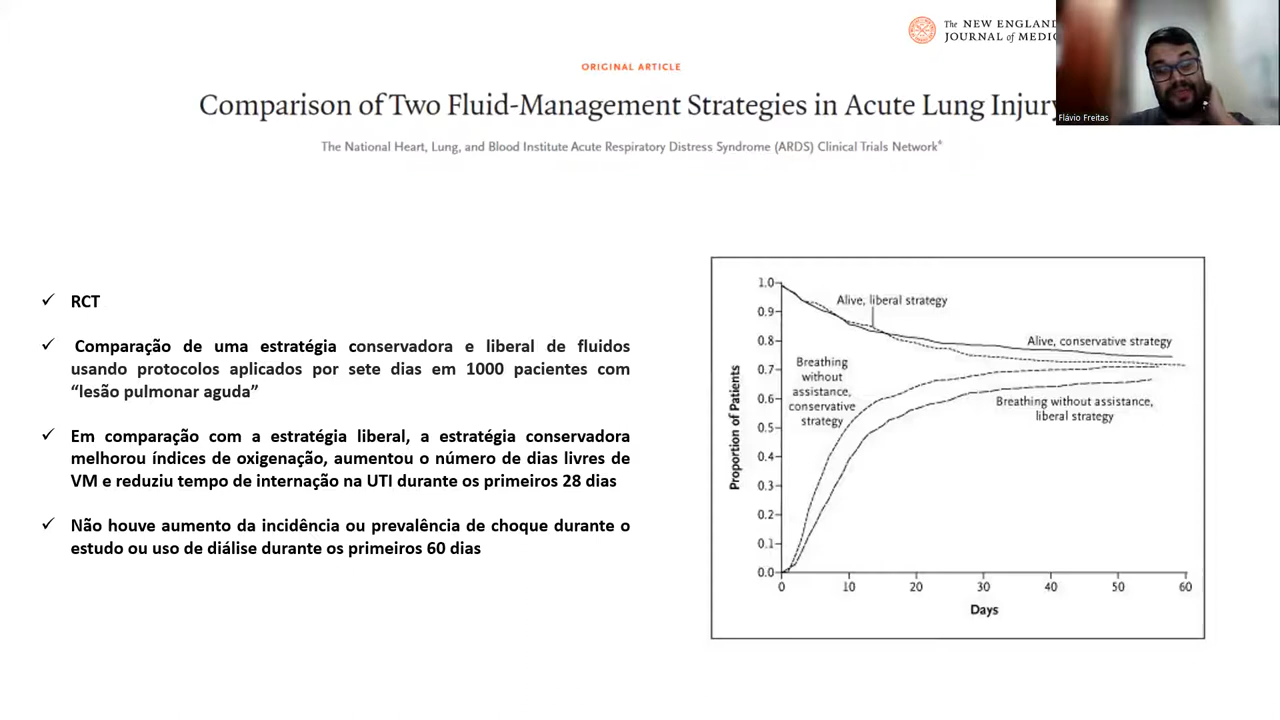 The NEW ENGLAND
JOURNAL of MEDIC
Flávio Freitas
ORIGINAL ARTICLE
Comparison of Two Fluid-Management Strategies in Acute Lung Injury
The National Heart, Lung, and Blood Institute Acute Respiratory Distress Syndrome (ARDS) Clinical Trials Network*
✓ RCT
✓ Comparação de uma estratégia conservadora e liberal de fluidos
usando protocolos aplicados por sete dias em 1000 pacientes com
“lesão pulmonar aguda”
✓ Em comparação com a estratégia liberal, a estratégia conservadora
melhorou índices de oxigenação, aumentou o número de dias livres de
VM e reduziu tempo de internação na UTI durante os primeiros 28 dias
✓ Não houve aumento da incidência ou prevalência de choque durante o
estudo ou uso de diálise durante os primeiros 60 dias
Proportion of Patients
1.0
0.9
0.8
0.7
0.6
0.5
0.4
0.3
0.2
0.1
0.0
Alive, liberal strategy
Alive, conservative strategy
Breathing
without
assistance,
conservative
strategy
Breathing without assistance,
liberal strategy
0 10 20 30 40 50 60
Days